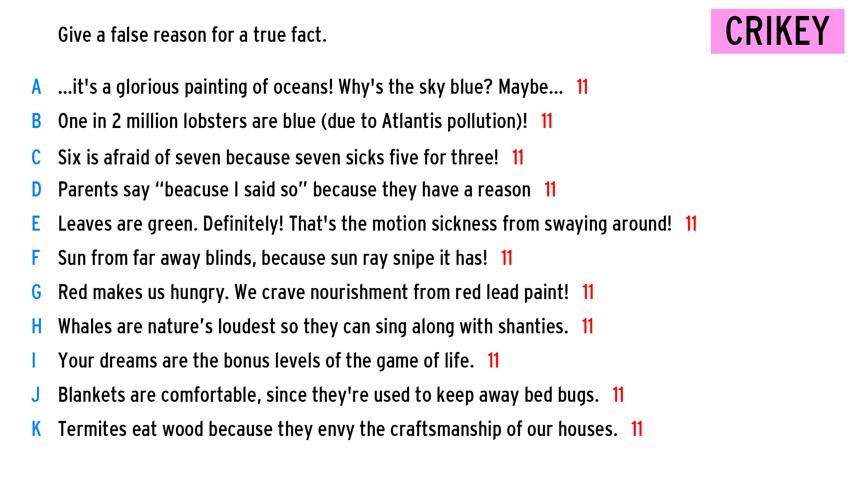 Give a false reason for a true fact.
CRIKEY
A ...it's a glorious painting of oceans! Why's the sky blue? Maybe... 11
B One in 2 million lobsters are blue (due to Atlantis pollution)! 11
C Six is afraid of seven because seven sicks five for three! 11
D Parents say “beacuse I said so” because they have a reason 11
E Leaves are green. Definitely! That's the motion sickness from swaying around! 11
F Sun from far away blinds, because sun ray snipe it has! 11
G Red makes us hungry. We crave nourishment from red lead paint! 11
H Whales are nature’s loudest so they can sing along with shanties. 11
I Your dreams are the bonus levels of the game of life. 11
J Blankets are comfortable, since they're used to keep away bed bugs. 11
K Termites eat wood because they envy the craftsmanship of our houses. 11